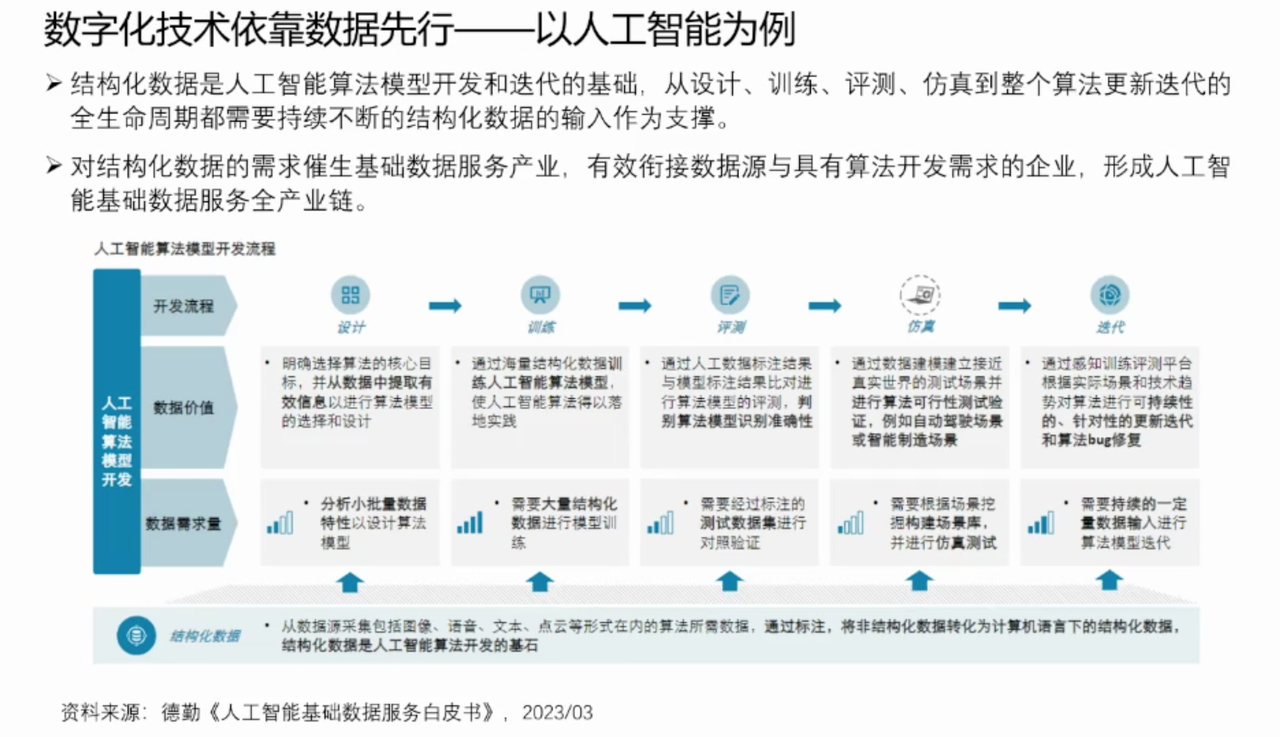 数字化技术依靠数据先行——以人工智能为例
➢ 结构化数据是人工智能算法模型开发和迭代的基础，从设计、训练、评测、仿真到整个算法更新迭代的
全生命周期都需要持续不断的结构化数据的输入作为支撑。
➢ 对结构化数据的需求催生基础数据服务产业，有效衔接数据源与具有算法开发需求的企业，形成人工智
能基础数据服务全产业链。
人工智能算法模型开发流程
人工
智能
算法
模型
开发
开发流程
设计
训练
评测
仿真
迭代
数据价值
• 明确选择算法的核心目
标，并从数据中提取有
效信息以进行算法模型
的选择和设计
• 通过海量结构化数据训
练人工智能算法模型，
使人工智能算法得以落
地实践
• 通过人工数据标注结果
与模型标注结果比对进
行算法模型的评测，判
别算法模型识别准确性
• 通过数据建模建立接近
真实世界的测试场景并
进行算法可行性测试验
证，例如自动驾驶场景
或智能制造场景
• 通过感知训练评测平台
根据实际场景和技术趋
势对算法进行可持续性
的、针对性的更新迭代
和算法bug修复
数据需求量
• 分析小批量数据
特性以设计算法
模型
• 需要大量结构化
数据进行模型训
练
• 需要经过标注的
测试数据集进行
对照验证
• 需要根据场景挖
掘构建场景库，
并进行仿真测试
• 需要持续的一定
量数据输入进行
算法模型迭代
结构化数据
• 从数据源采集包括图像、语音、文本、点云等形式在内的算法所需数据，通过标注，将非结构化数据转化为计算机语言下的结构化数据，
结构化数据是人工智能算法开发的基石
资料来源：德勤《人工智能基础数据服务白皮书》，2023/03